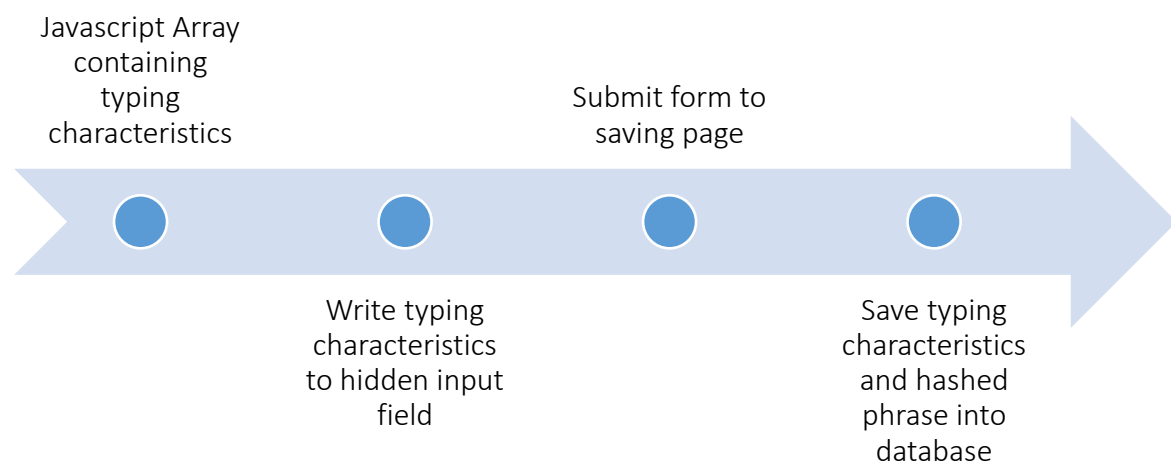 Javascript Array
containing
typing
characteristics
Write typing
characteristics
to hidden input
field
Submit form to
saving page
Save typing
characteristics
and hashed
phrase into
database